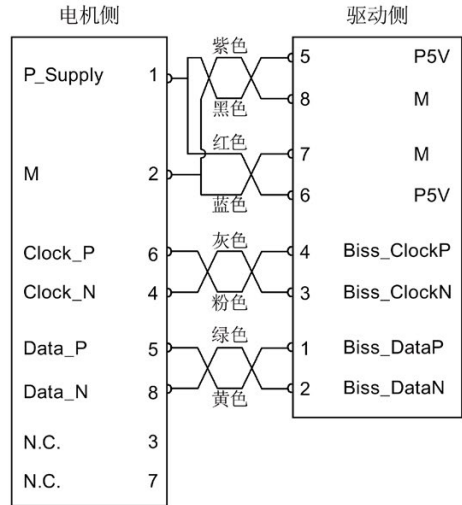 电机侧 驱动侧
紫色
5 P5V
P_Supply 1
8 M
黑色
红色
7 M
M 2
6 P5V
蓝色
灰色
Clock_P 6 4 Biss_ClockP
Clock_N 4 3 Biss_ClockN
粉色
绿色
Data_P 5 1 Biss_DataP
Data_N 8 2 Biss_DataN
黄色
N.C. 3
N.C. 7